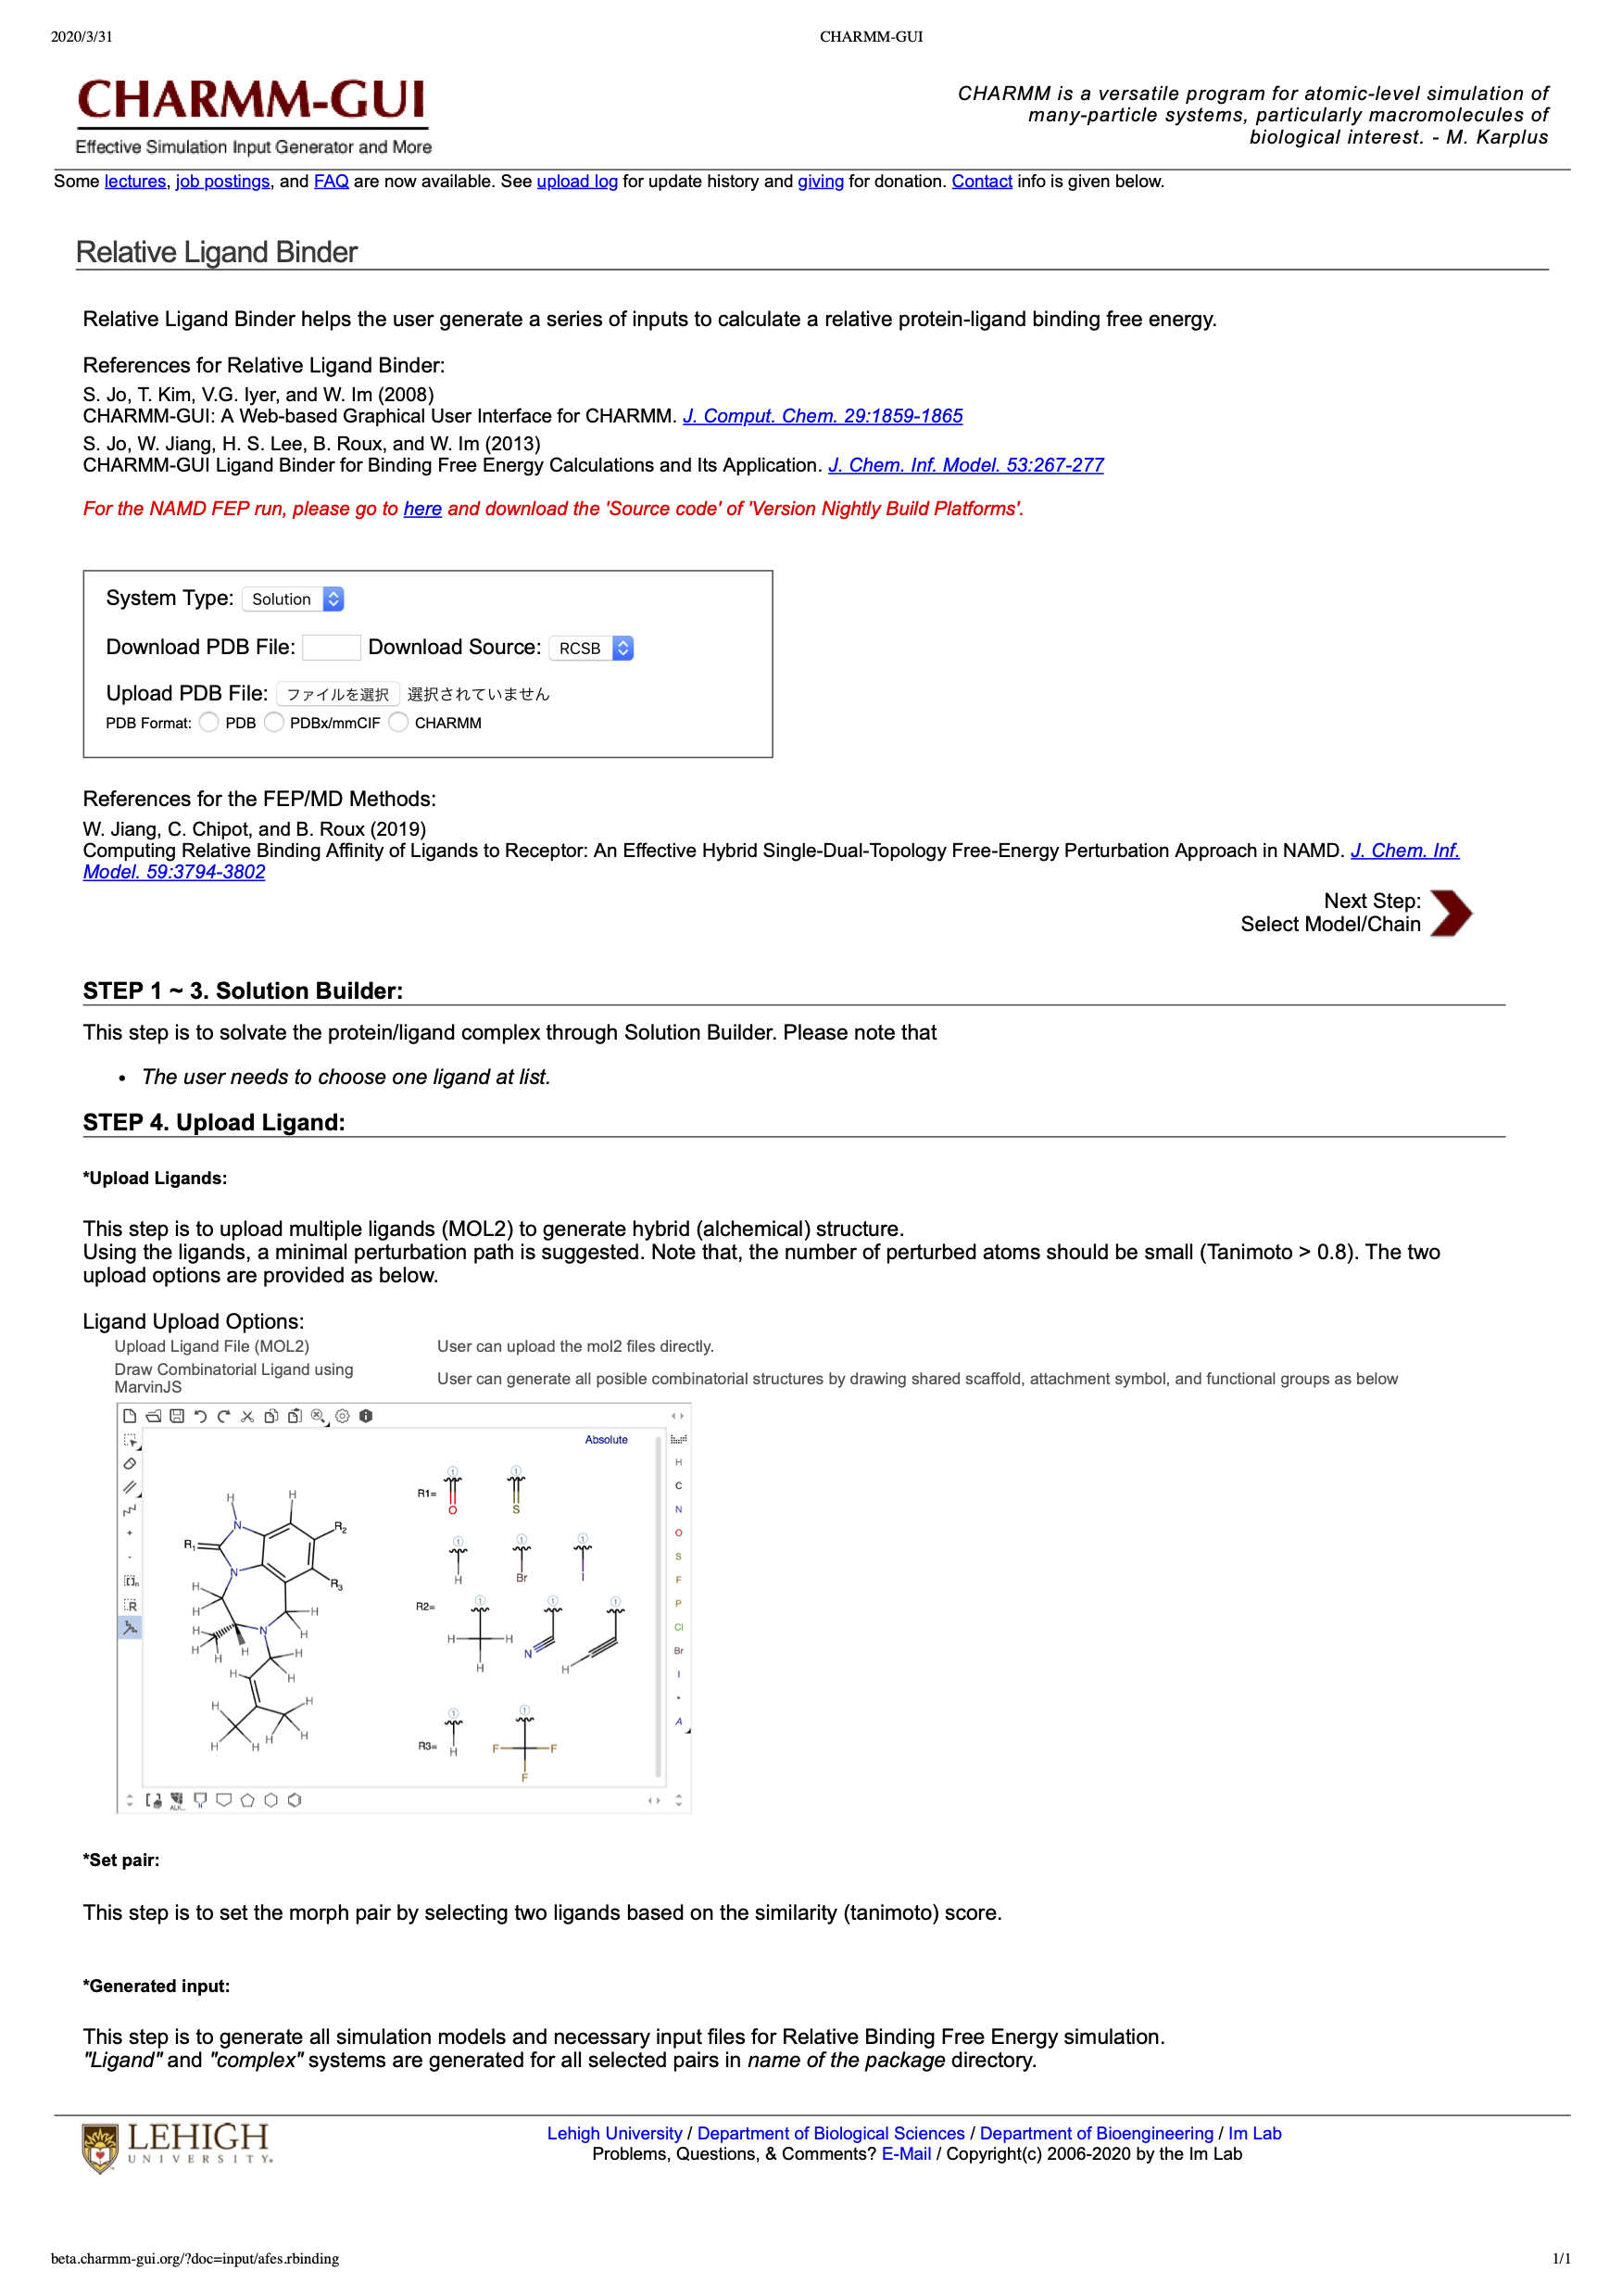 2020/3/31
CHARMM-GUI
CHARMM-GUI
Effective Simulation Input Generator and More
CHARMM is a versatile program for atomic-level simulation of
many-particle systems, particularly macromolecules of
biological interest. - M. Karplus
Some lectures, job postings, and FAQ are now available. See upload log for update history and giving for donation. Contact info is given below.
Relative Ligand Binder
Relative Ligand Binder helps the user generate a series of inputs to calculate a relative protein-ligand binding free energy.
References for Relative Ligand Binder:
S. Jo, T. Kim, V.G. Iyer, and W. Im (2008)
CHARMM-GUI: A Web-based Graphical User Interface for CHARMM. J. Comput. Chem. 29:1859-1865
S. Jo, W. Jiang, H. S. Lee, B. Roux, and W. Im (2013)
CHARMM-GUI Ligand Binder for Binding Free Energy Calculations and Its Application. J. Chem. Inf. Model. 53:267-277
For the NAMD FEP run, please go to here and download the 'Source code' of 'Version Nightly Build Platforms'.
System Type: Solution
Download PDB File: Download Source: RCSB
Upload PDB File: ファイルを選択 選択されていません
PDB Format: PDB PDBx/mmCIF CHARMM
References for the FEP/MD Methods:
W. Jiang, C. Chipot, and B. Roux (2019)
Computing Relative Binding Affinity of Ligands to Receptor: An Effective Hybrid Single-Dual-Topology Free-Energy Perturbation Approach in NAMD. J. Chem. Inf.
Model. 59:3794-3802
Next Step:
Select Model/Chain
STEP 1 ~ 3. Solution Builder:
This step is to solvate the protein/ligand complex through Solution Builder. Please note that
• The user needs to choose one ligand at list.
STEP 4. Upload Ligand:
*Upload Ligands:
This step is to upload multiple ligands (MOL2) to generate hybrid (alchemical) structure.
Using the ligands, a minimal perturbation path is suggested. Note that, the number of perturbed atoms should be small (Tanimoto > 0.8). The two
upload options are provided as below.
Ligand Upload Options:
Upload Ligand File (MOL2) User can upload the mol2 files directly.
Draw Combinatorial Ligand using
MarvinJS
User can generate all posible combinatorial structures by drawing shared scaffold, attachment symbol, and functional groups as below
Absolute
H
C
N
O
S
F
P
Cl
Br
I
*
A
H H
N
R1
R2
R3
N
H
H
H
H
N
H
H
H H H
H
H
H
H
H
H
H H H
R1=
1 1
O S
R2=
1 1 1
H Br I
1 1 1
H H
H
N
H
R3=
1 1
H
F F
F
*Set pair:
This step is to set the morph pair by selecting two ligands based on the similarity (tanimoto) score.
*Generated input:
This step is to generate all simulation models and necessary input files for Relative Binding Free Energy simulation.
"Ligand" and "complex" systems are generated for all selected pairs in name of the package directory.
LEHIGH
UNIVERSITY.
Lehigh University / Department of Biological Sciences / Department of Bioengineering / Im Lab
Problems, Questions, & Comments? E-Mail / Copyright(c) 2006-2020 by the Im Lab
beta.charmm-gui.org/?doc=input/afes.rbinding
1/1